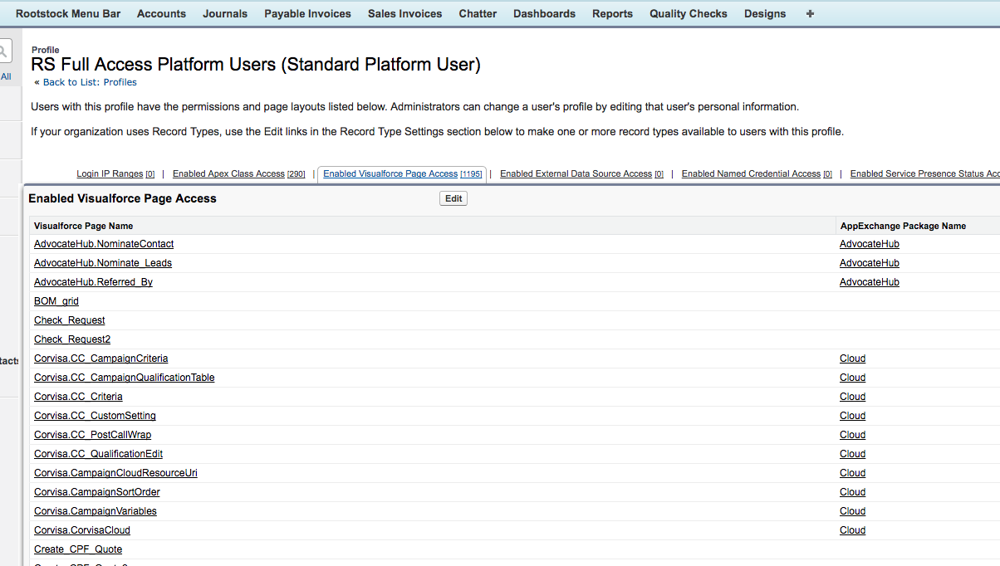 Rootstock Menu Bar Accounts Journals Payable Invoices Sales Invoices Chatter Dashboards Reports Quality Checks Designs +
All
Profile
RS Full Access Platform Users (Standard Platform User)
« Back to List: Profiles
Users with this profile have the permissions and page layouts listed below. Administrators can change a user's profile by editing that user's personal information.
If your organization uses Record Types, use the Edit links in the Record Type Settings section below to make one or more record types available to users with this profile.
Login IP Ranges [0] | Enabled Apex Class Access [290] | Enabled Visualforce Page Access [1195] | Enabled External Data Source Access [0] | Enabled Named Credential Access [0] | Enabled Service Presence Status Acc
Enabled Visualforce Page Access Edit
Visualforce Page Name AppExchange Package Name
AdvocateHub.NominateContact AdvocateHub
AdvocateHub.Nominate_Leads AdvocateHub
AdvocateHub.Referred_By AdvocateHub
BOM_grid
Check_Request
Check_Request2
tacts
Corvisa.CC_CampaignCriteria Cloud
Corvisa.CC_CampaignQualificationTable Cloud
Corvisa.CC_Criteria Cloud
Corvisa.CC_CustomSetting Cloud
Corvisa.CC_PostCallWrap Cloud
Corvisa.CC_QualificationEdit Cloud
Corvisa.CampaignCloudResourceUri Cloud
Corvisa.CampaignSortOrder Cloud
Corvisa.CampaignVariables Cloud
Corvisa.CorvisaCloud Cloud
Create_CPF_Quote